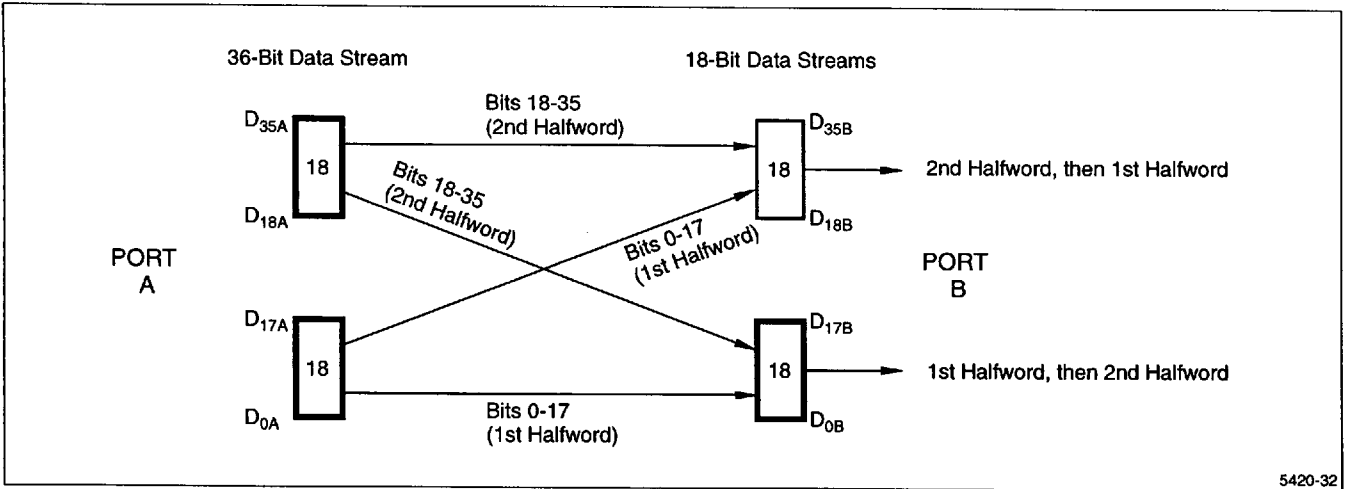 36-Bit Data Stream
18-Bit Data Streams
Bits 18-35
(2nd Halfword)
D35A
18
D18A
Bits 18-35
(2nd Halfword)
D35B
18
D18B
2nd Halfword, then 1st Halfword
Bits 0-17
(1st Halfword)
PORT
A
PORT
B
D17A
18
D0A
D17B
18
D0B
1st Halfword, then 2nd Halfword
Bits 0-17
(1st Halfword)
5420-32